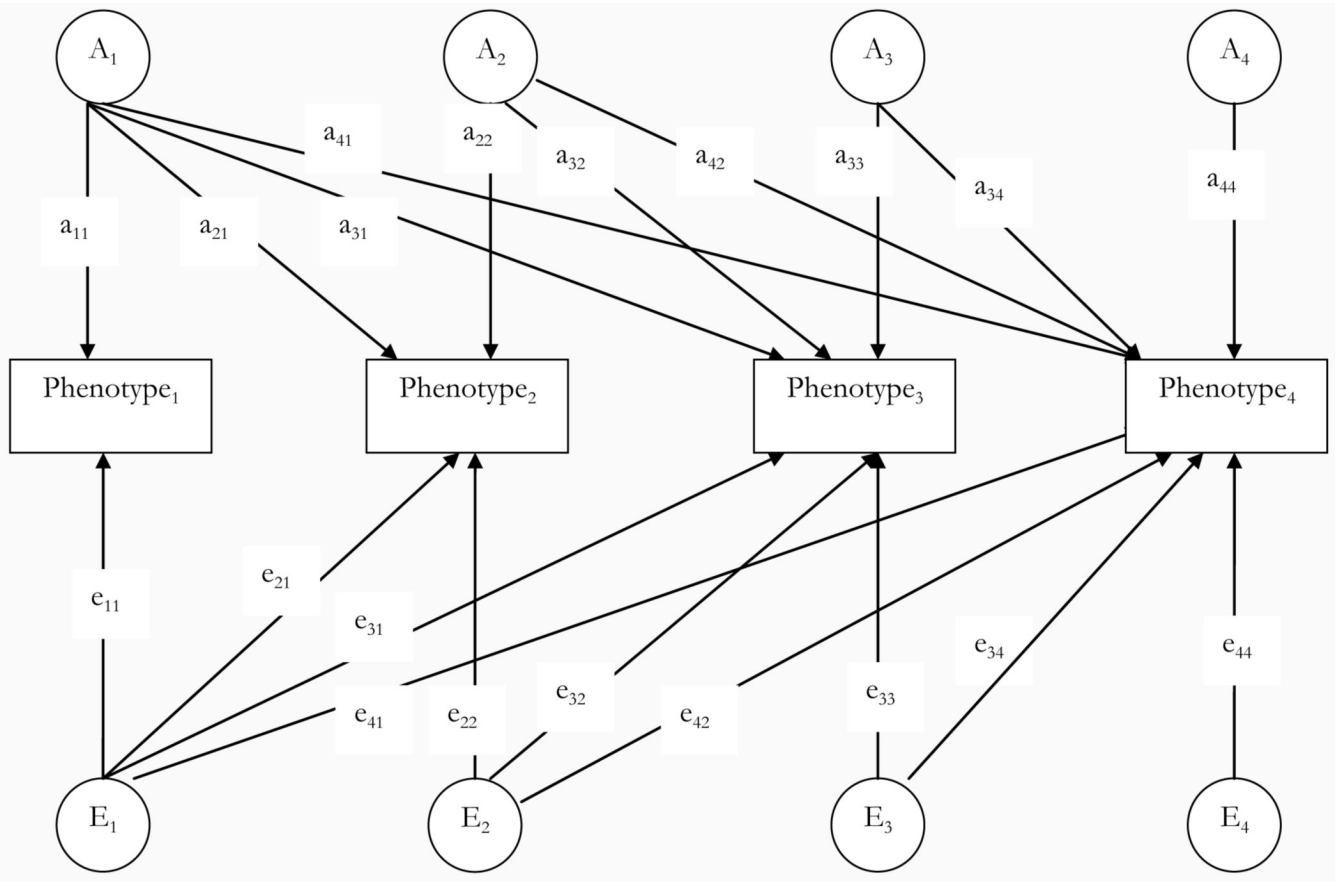 A₁
A₂
A₃
A₄
a₄₁
a₂₂
a₃₂
a₄₂
a₃₃
a₃₄
a₄₄
a₁₁
a₂₁
a₃₁
Phenotype₁
Phenotype₂
Phenotype₃
Phenotype₄
e₁₁
e₂₁
e₃₁
e₄₁
e₂₂
e₃₂
e₄₂
e₃₃
e₃₄
e₄₄
E₁
E₂
E₃
E₄